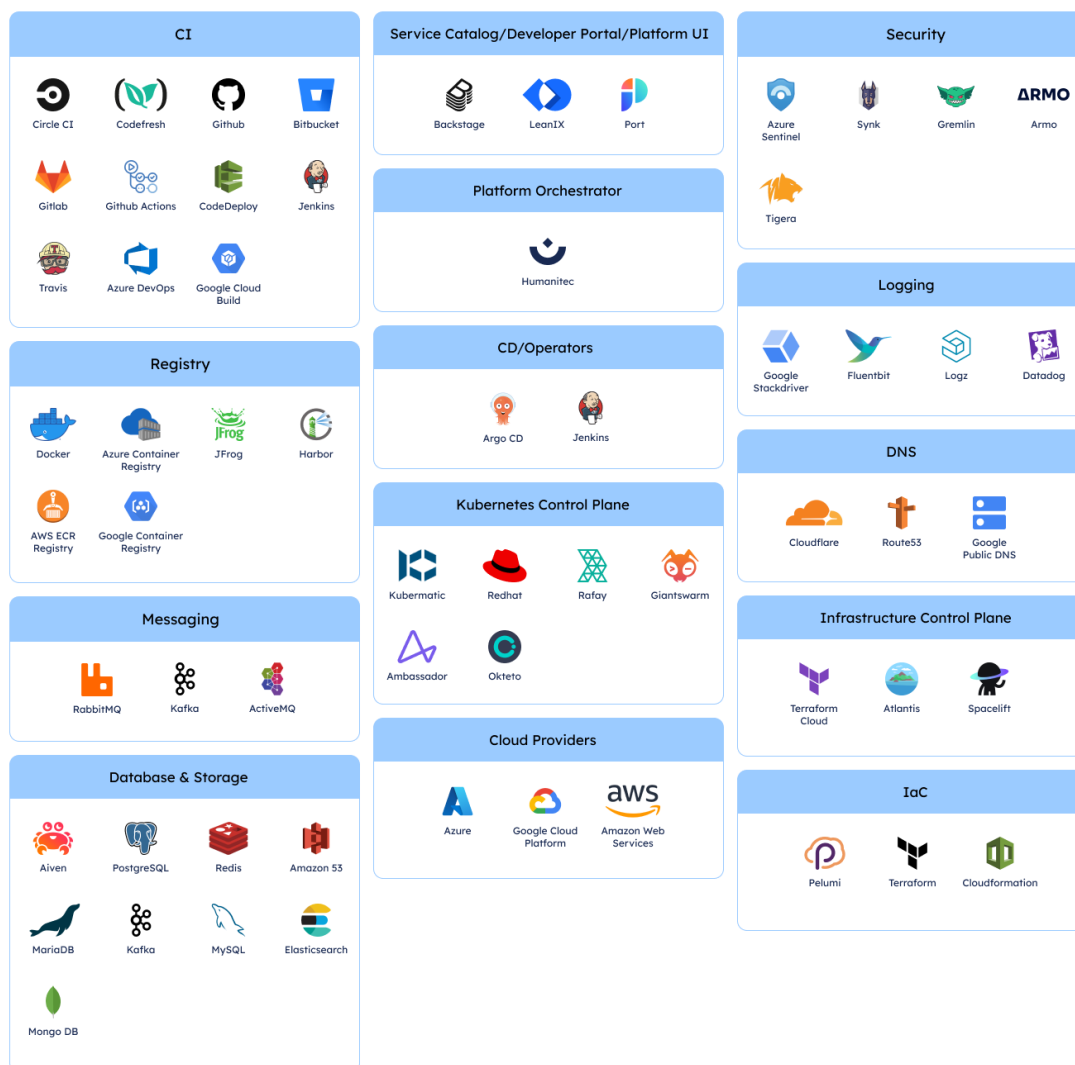 CI
Circle CI
Codefresh
Github
Bitbucket
Gitlab
Github Actions
CodeDeploy
Jenkins
Travis
Azure DevOps
Google Cloud
Build
Registry
Docker
Azure Container
Registry
JFrog
JFrog
Harbor
AWS ECR
Registry
Google Container
Registry
Messaging
RabbitMQ
Kafka
ActiveMQ
Database & Storage
Aiven
PostgreSQL
Redis
Amazon 53
MariaDB
Kafka
MySQL
Elasticsearch
Mongo DB
Service Catalog/Developer Portal/Platform UI
Backstage
LeanIX
Port
Platform Orchestrator
Humanitec
CD/Operators
Argo CD
Jenkins
Kubernetes Control Plane
Kubermatic
Redhat
Rafay
Giantswarm
Ambassador
Okteto
Cloud Providers
Azure
Google Cloud
Platform
aws
Amazon Web
Services
Security
Azure
Sentinel
Synk
Gremlin
ARMO
Armo
Tigera
Logging
Google
Stackdriver
Fluentbit
Logz
Datadog
DNS
Cloudflare
Route53
Google
Public DNS
Infrastructure Control Plane
Terraform
Cloud
Atlantis
Spacelift
IaC
Pelumi
Terraform
Cloudformation